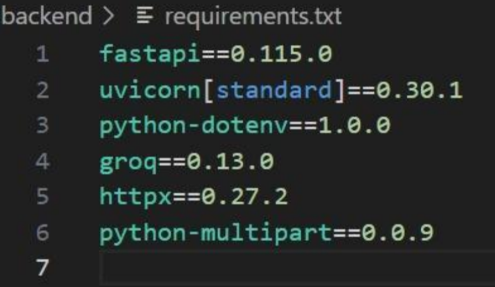 backend > requirements.txt
1 fastapi==0.115.0
2 uvicorn[standard]==0.30.1
3 python-dotenv==1.0.0
4 groq==0.13.0
5 httpx==0.27.2
6 python-multipart==0.0.9
7